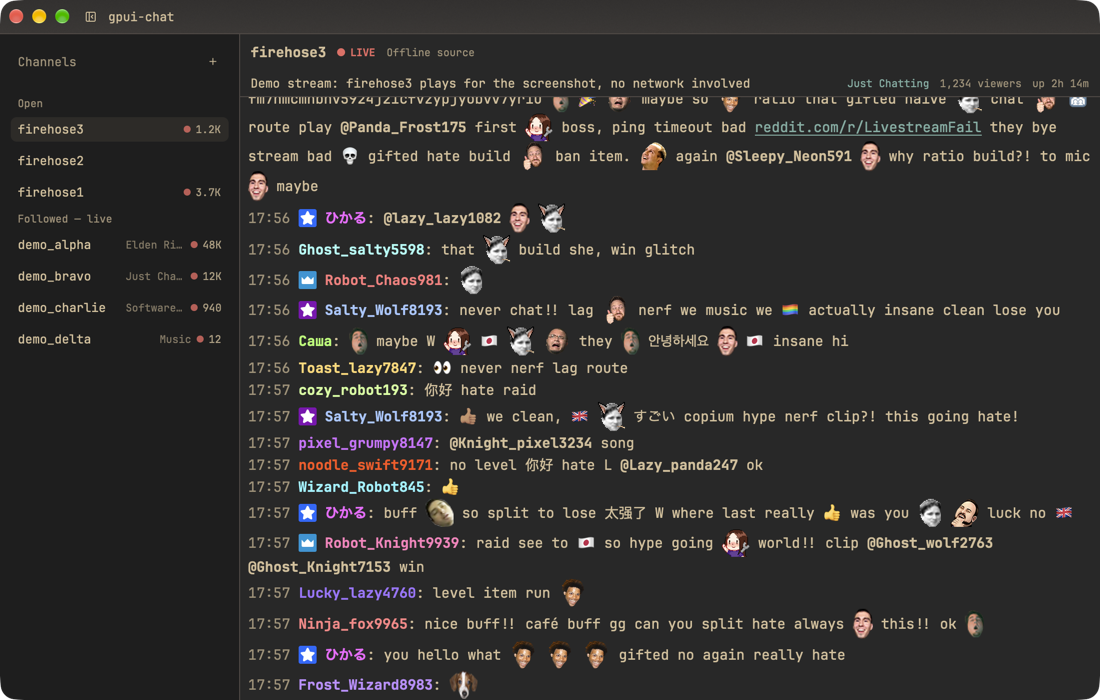 gpui-chat
Channels +
Open
firehose3 1.2K
firehose2
firehose1 3.7K
Followed — live
demo_alpha Elden Ri… 48K
demo_bravo Just Cha… 12K
demo_charlie Software… 940
demo_delta Music 12
firehose3 LIVE Offline source
Demo stream: firehose3 plays for the screenshot, no network involved Just Chatting 1,234 viewers up 2h 14m
maybe so ratio that gifted naive chat
route play @Panda_Frost175 first boss, ping timeout bad reddit.com/r/LivestreamFail they bye
stream bad 💀 gifted hate build ban item. again @Sleepy_Neon591 why ratio build?! to mic
maybe
17:56 ひかる: @lazy_lazy1082
17:56 Ghost_salty5598: that build she, win glitch
17:56 Robot_Chaos981:
17:56 Salty_Wolf8193: never chat!! lag nerf we music we 🏳️‍🌈 actually insane clean lose you
17:56 Саша: maybe W 🇯🇵 they 안녕하세요 🇯🇵 insane hi
17:56 Toast_lazy7847: 👀 never nerf lag route
17:57 cozy_robot193: 你好 hate raid
17:57 Salty_Wolf8193: 👍🏽 we clean, 🇬🇧 すごい copium hype nerf clip?! this going hate!
17:57 pixel_grumpy8147: @Knight_pixel3234 song
17:57 noodle_swift9171: no level 你好 hate L @Lazy_panda247 ok
17:57 Wizard_Robot845: 👍
17:57 ひかる: buff so split to lose 太强了 W where last really 👍 was you luck no 🇬🇧
17:57 Robot_Knight9939: raid see to 🇯🇵 so hype going world!! clip @Ghost_wolf2763
@Ghost_Knight7153 win
17:57 Lucky_lazy4760: level item run
17:57 Ninja_fox9965: nice buff!! café buff gg can you split hate always this!! ok
17:57 ひかる: you hello what gifted no again really hate
17:57 Frost_Wizard8983: